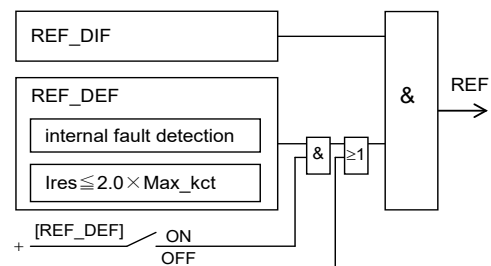 REF_DIF
REF
REF_DEF
&
internal fault detection
& ≥1
Ires≦2.0×Max_kct
[REF_DEF] ON
+
OFF